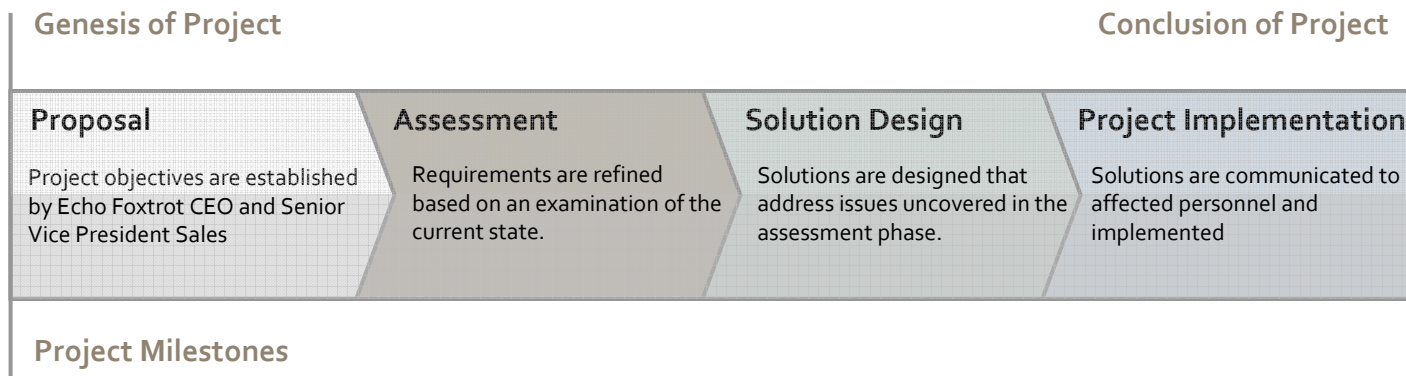 Genesis of Project
Conclusion of Project
Proposal
Project objectives are established
by Echo Foxtrot CEO and Senior
Vice President Sales
Assessment
Requirements are refined
based on an examination of the
current state.
Solution Design
Solutions are designed that
address issues uncovered in the
assessment phase.
Project Implementation
Solutions are communicated to
affected personnel and
implemented
Project Milestones